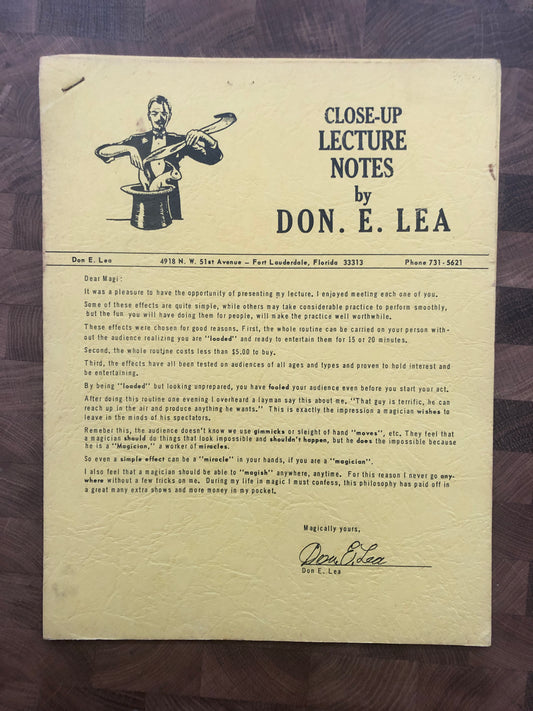 CLOSE-UP
LECTURE
NOTES
by
DON. E. LEA
Don E. Lea 4918 N. W. 51st Avenue — Fort Lauderdale, Florida 33313 Phone 731-5621
Dear Magi:
It was a pleasure to have the opportunity of presenting my lecture. I enjoyed meeting each one of you.
Some of these effects are quite simple, while others may take considerable practice to perform smoothly,
but the fun you will have doing them for people, will make the practice well worthwhile.
These effects were chosen for good reasons. First, the whole routine can be carried on your person with-
out the audience realizing you are "loaded" and ready to entertain them for 15 or 20 minutes.
Second, the whole routine costs less than $5.00 to buy.
Third, the effects have all been tested on audiences of all ages and types and proven to hold interest and
be entertaining.
By being "loaded" but looking unprepared, you have fooled your audience even before you start your act.
After doing this routine one evening I overheard a layman say this about me, "That guy is terrific, he can
reach up in the air and produce anything he wants." This is exactly the impression a magician wishes to
leave in the minds of his spectators.
Remeber this, the audience doesn't know we use gimmicks or sleight of hand "moves", etc. They feel that
a magician should do things that look impossible and shouldn't happen, but he does the impossible because
he is a "Magician," a worker of miracles.
So even a simple effect can be a "miracle" in your hands, if you are a "magician".
I also feel that a magician should be able to "magish" anywhere, anytime. For this reason I never go any-
where without a few tricks on me. During my life in magic I must confess, this philosophy has paid off in
a great many extra shows and more money in my pocket.
Magically yours,
Don E. Lea
Don E. Lea